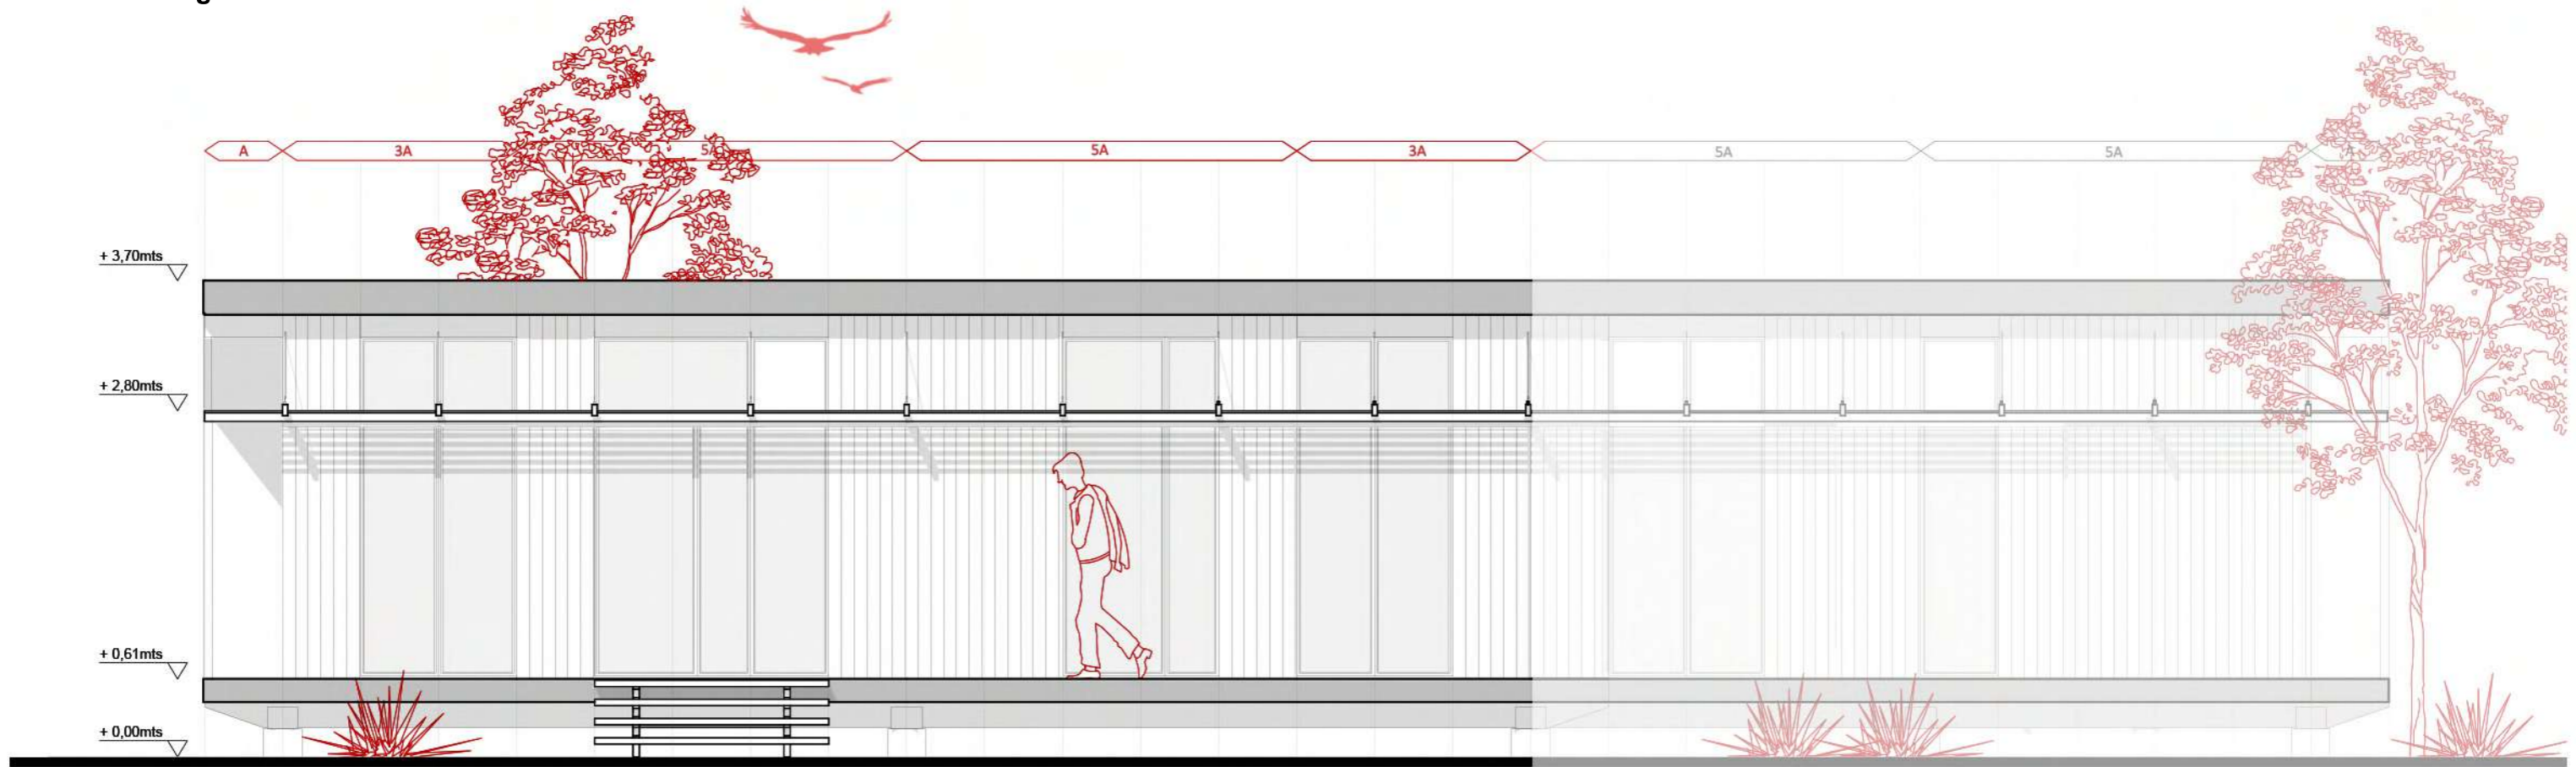 A 3A 5A 5A 3A 5A 5A A
+ 3,70mts
+ 2,80mts
+ 0,61mts
+ 0,00mts